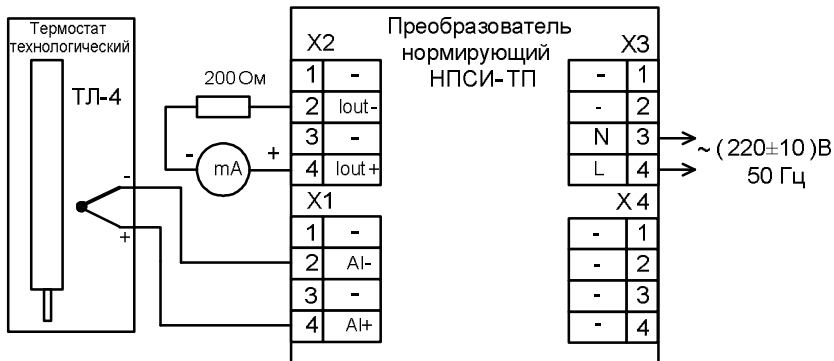 Термостат
технологический
ТЛ-4
-
+
200 Ом
-
mA
+
Преобразователь
нормирующий
НПСИ-ТП
X2
1 -
2 Iout-
3 -
4 Iout+
X1
1 -
2 AI-
3 -
4 AI+
X3
- 1
- 2
N 3
L 4
X4
- 1
- 2
- 3
- 4
~(220±10)В
50 Гц